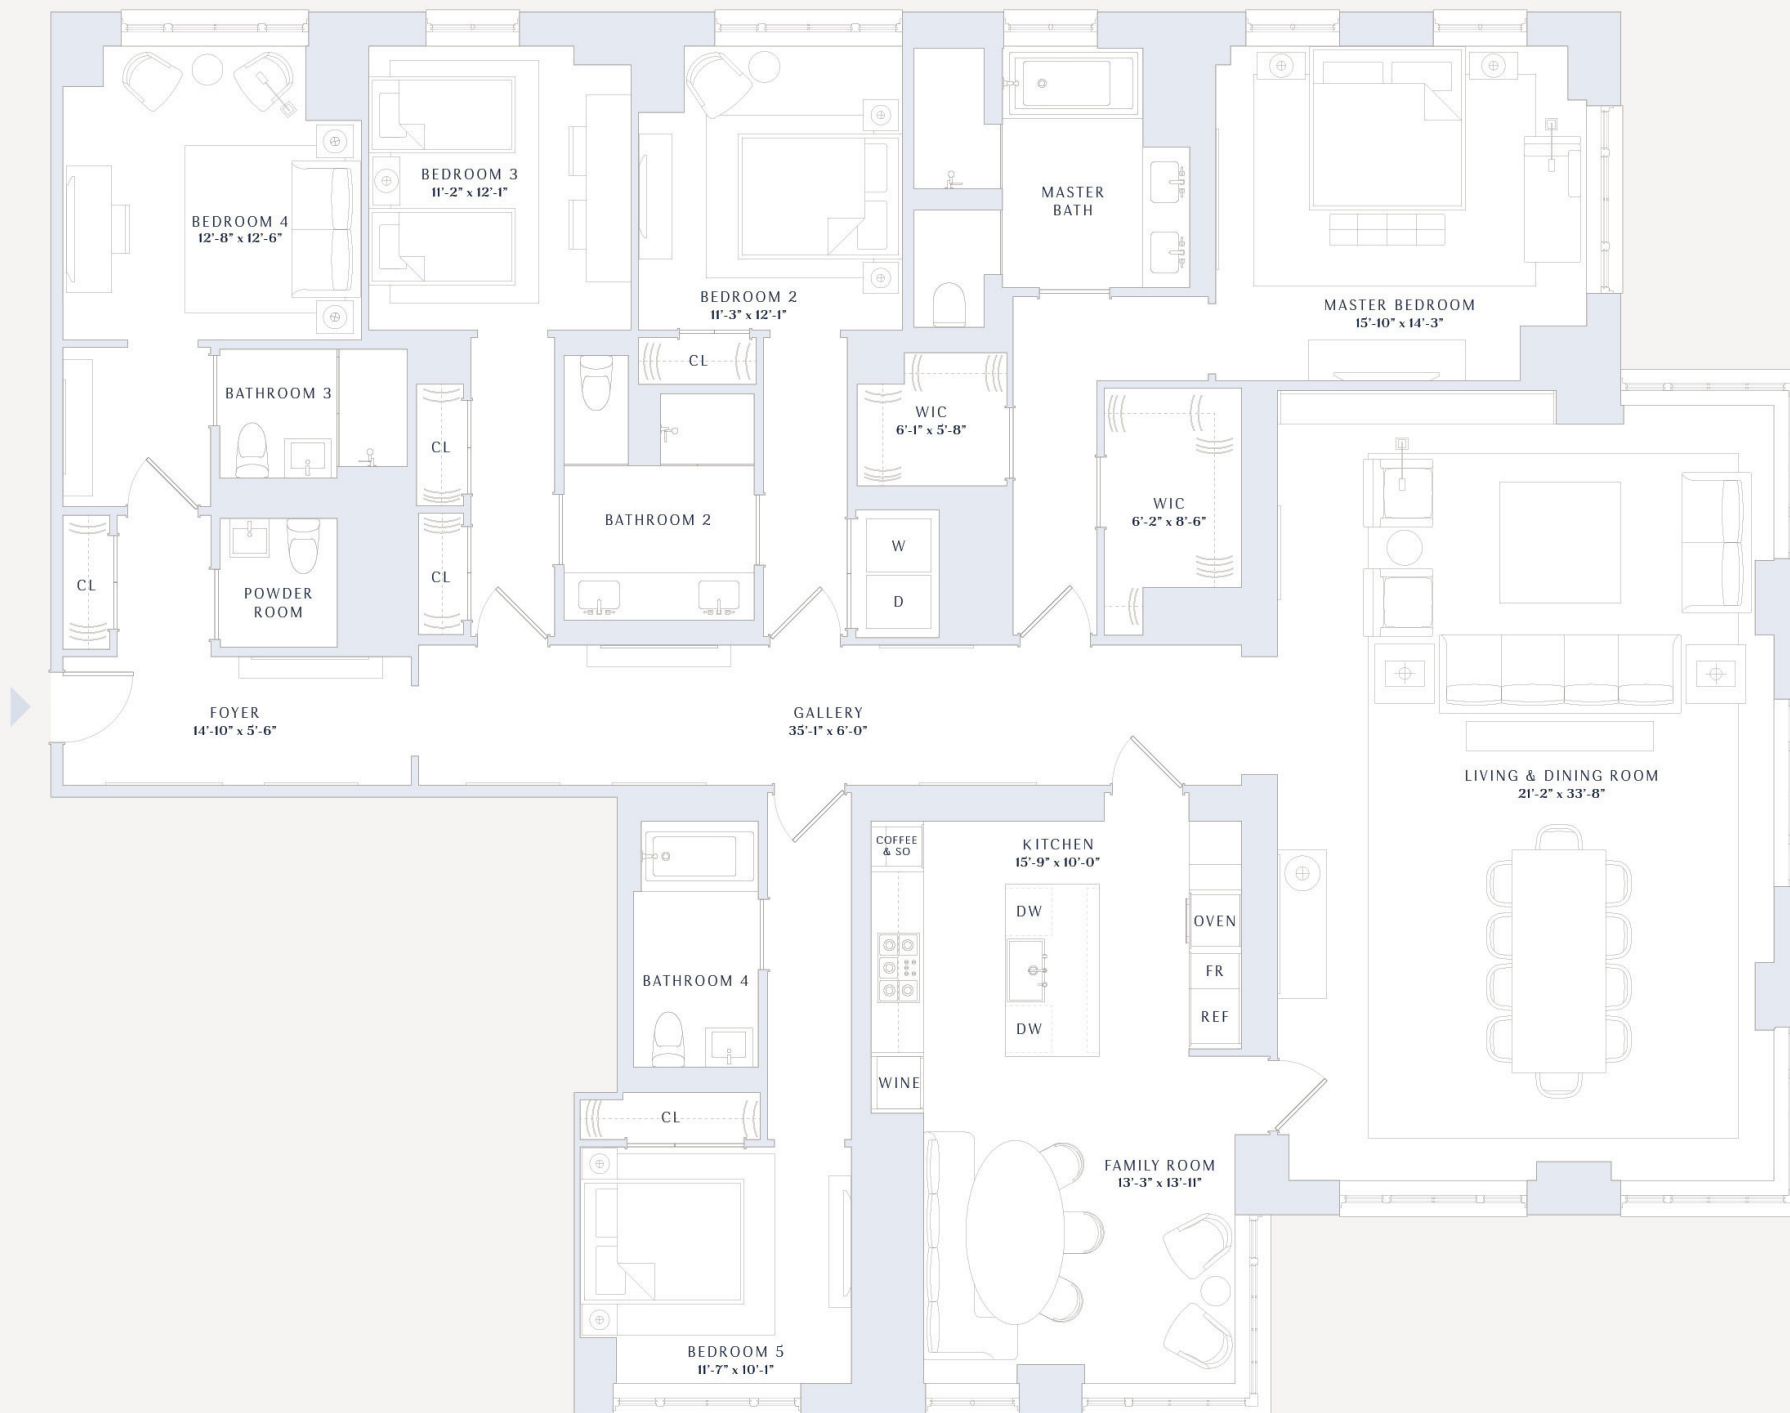 BEDROOM 4
12'-8" x 12'-6"
BEDROOM 3
11'-2" x 12'-1"
BEDROOM 2
11'-3" x 12'-1"
MASTER
BATH
MASTER BEDROOM
15'-10" x 14'-3"
BATHROOM 3
CL
CL
WIC
6'-1" x 5'-8"
WIC
6'-2" x 8'-6"
BATHROOM 2
W
D
CL
CL
POWDER
ROOM
FOYER
14'-10" x 5'-6"
GALLERY
35'-1" x 6'-0"
LIVING & DINING ROOM
21'-2" x 33'-8"
COFFEE
& SO
KITCHEN
15'-9" x 10'-0"
DW
OVEN
FR
REF
DW
WINE
BATHROOM 4
CL
FAMILY ROOM
13'-3" x 13'-11"
BEDROOM 5
11'-7" x 10'-1"